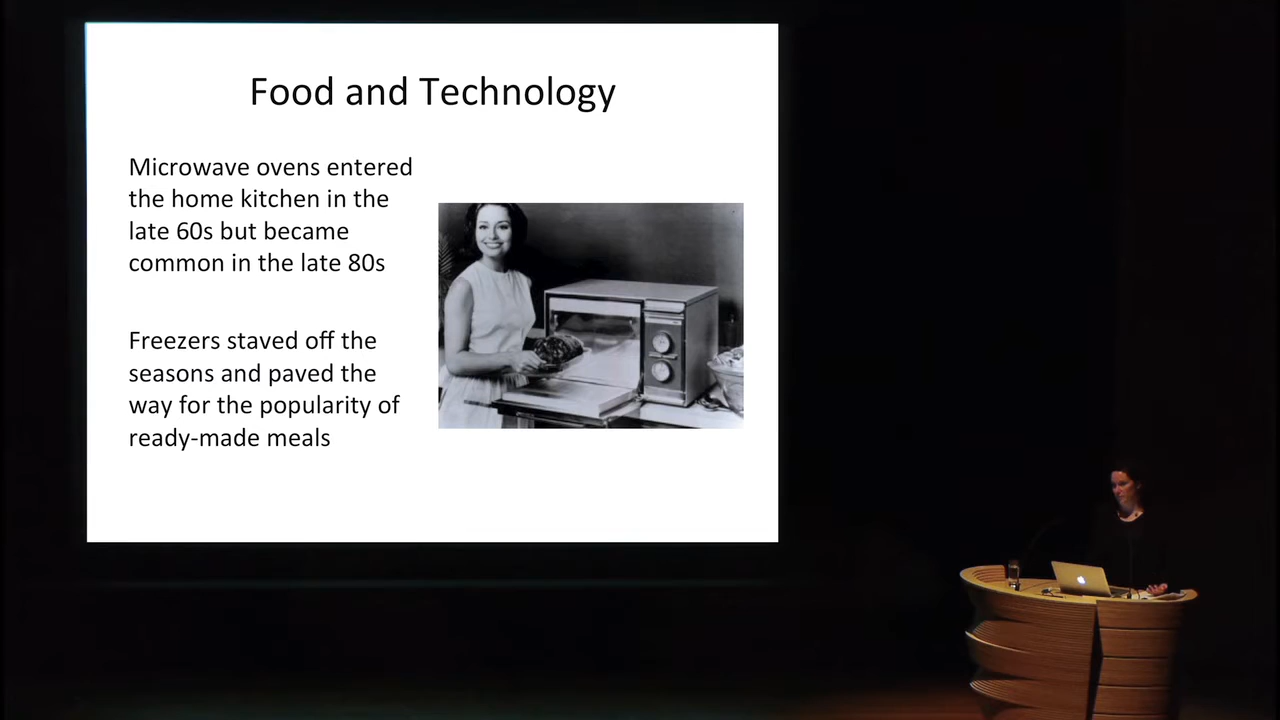 Food and Technology
Microwave ovens entered
the home kitchen in the
late 60s but became
common in the late 80s
Freezers staved off the
seasons and paved the
way for the popularity of
ready-made meals